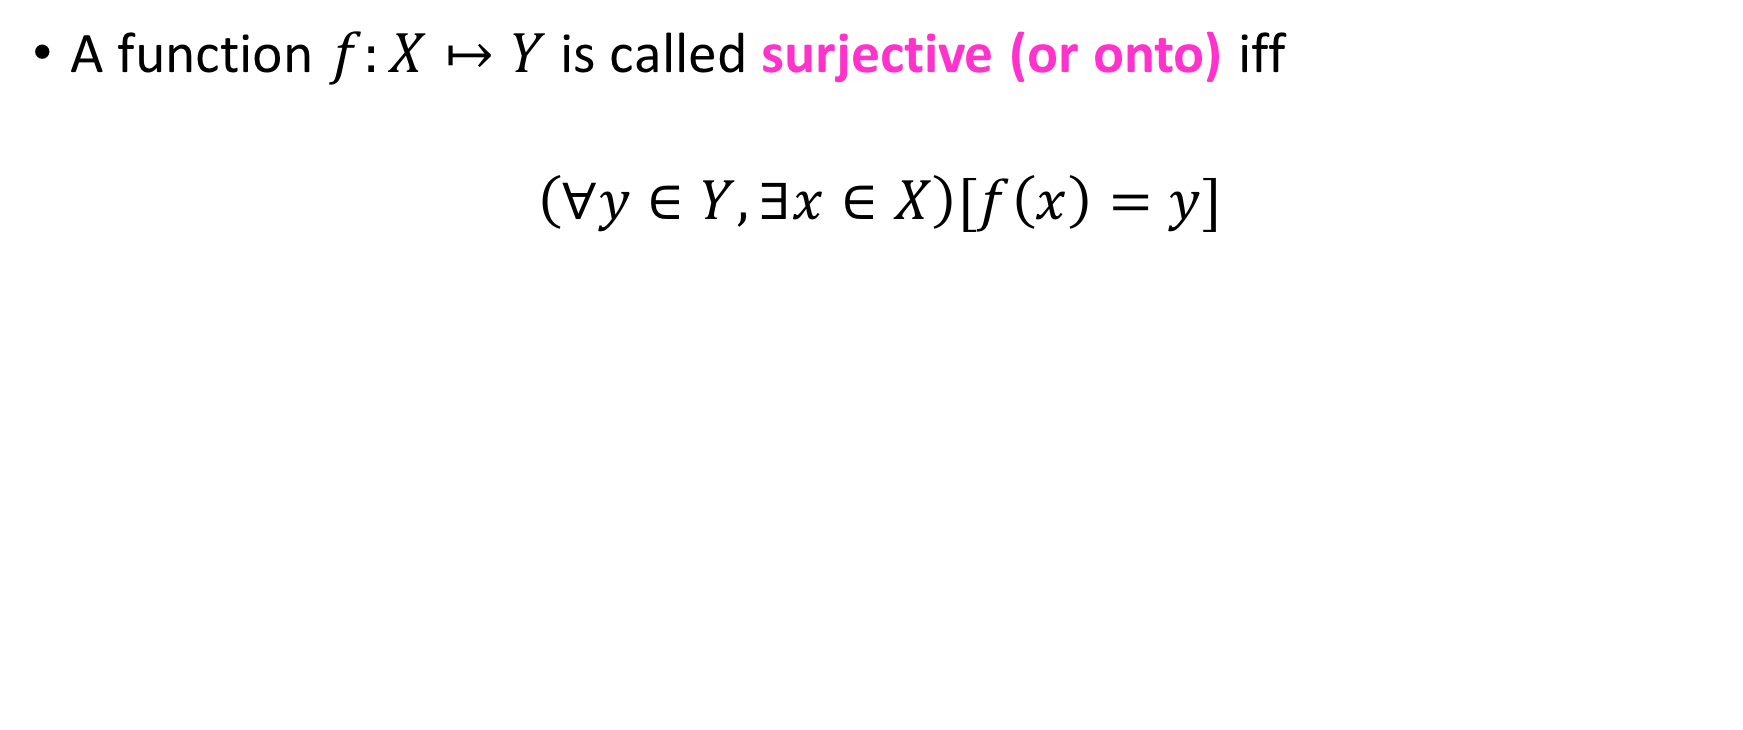 • A function 𝑓: 𝑋 ↦ 𝑌 is called surjective (or onto) iff
(∀𝑦 ∈ 𝑌, ∃𝑥 ∈ 𝑋)[𝑓(𝑥) = 𝑦]